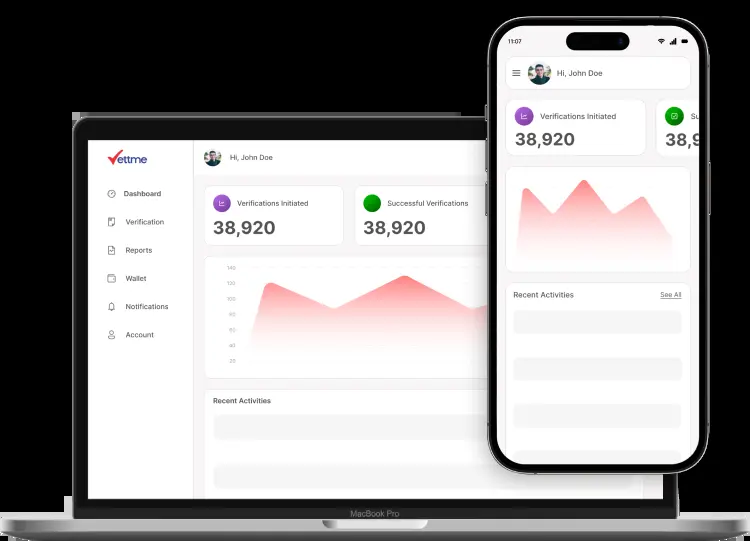 11:07
Hi, John Doe
Verifications Initiated
38,920
Su
38,9
Recent Activities
See All
Vettme
Dashboard
Verification
Reports
Wallet
Notifications
Account
Hi, John Doe
Verifications Initiated
38,920
Successful Verifications
38,920
140
120
100
80
60
40
20
Recent Activities
MacBook Pro